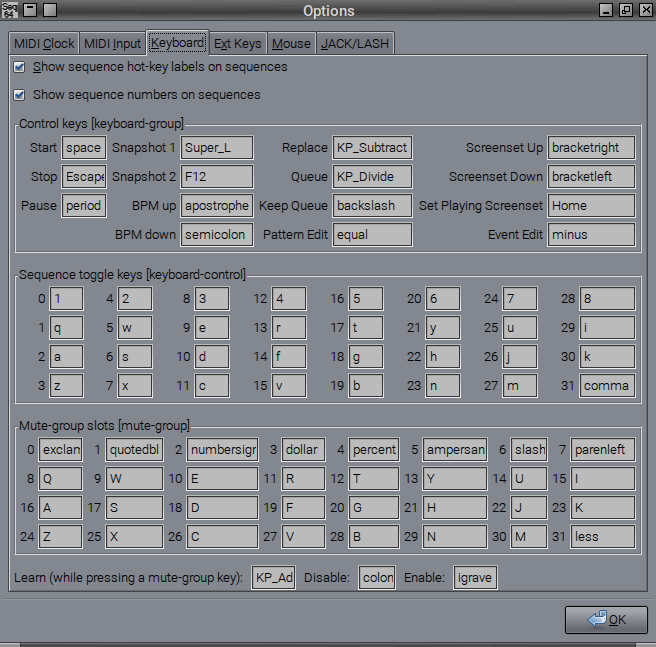 Seq 64 Options
MIDI Clock MIDI Input Keyboard Ext Keys Mouse JACK/LASH
Show sequence hot-key labels on sequences
Show sequence numbers on sequences
Control keys [keyboard-group]
Start space Snapshot 1 Super_L Replace KP_Subtract Screenset Up bracketright
Stop Escape Snapshot 2 F12 Queue KP_Divide Screenset Down bracketleft
Pause period BPM up apostrophe Keep Queue backslash Set Playing Screenset Home
BPM down semicolon Pattern Edit equal Event Edit minus
Sequence toggle keys [keyboard-control]
0 1 4 2 8 3 12 4 16 5 20 6 24 7 28 8
1 q 5 w 9 e 13 r 17 t 21 y 25 u 29 i
2 a 6 s 10 d 14 f 18 g 22 h 26 j 30 k
3 z 7 x 11 c 15 v 19 b 23 n 27 m 31 comma
Mute-group slots [mute-group]
0 exclam 1 quotedbl 2 numbersign 3 dollar 4 percent 5 ampersan 6 slash 7 parenleft
8 Q 9 W 10 E 11 R 12 T 13 Y 14 U 15 I
16 A 17 S 18 D 19 F 20 G 21 H 22 J 23 K
24 Z 25 X 26 C 27 V 28 B 29 N 30 M 31 less
Learn (while pressing a mute-group key): KP_Ad Disable: colon Enable: igrave
OK